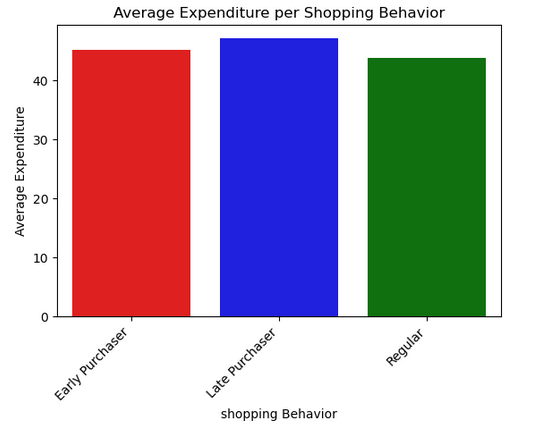 Average Expenditure per Shopping Behavior
Average Expenditure
40
30
20
10
0
Early Purchaser
Late Purchaser
Regular
shopping Behavior